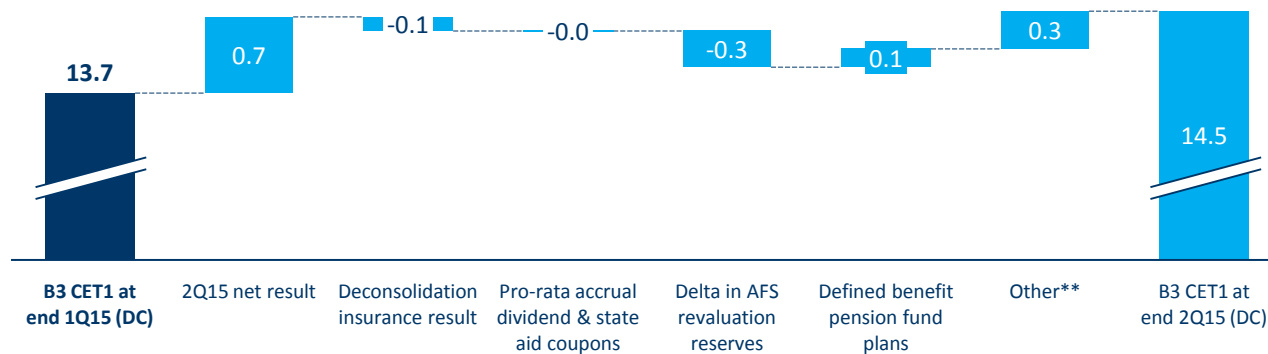 13.7
0.7
-0.1
-0.0
-0.3
0.1
0.3
14.5
B3 CET1 at
end 1Q15 (DC)
2Q15 net result
Deconsolidation
insurance result
Pro-rata accrual
dividend & state
aid coupons
Delta in AFS
revaluation
reserves
Defined benefit
pension fund
plans
Other**
B3 CET1 at
end 2Q15 (DC)